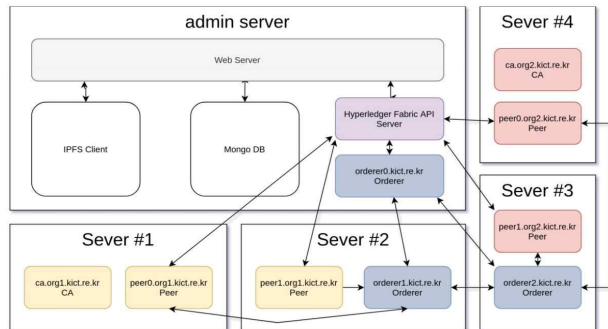 admin server
Web Server
IPFS Client
Mongo DB
Hyperledger Fabric API
Server
orderer0.kict.re.kr
Orderer
Sever #4
ca.org2.kict.re.kr
CA
peer0.org2.kict.re.kr
Peer
Sever #1
ca.org1.kict.re.kr
CA
peer0.org1.kict.re.kr
Peer
Sever #2
peer1.org1.kict.re.kr
Peer
orderer1.kict.re.kr
Orderer
Sever #3
peer1.org2.kict.re.kr
Peer
orderer2.kict.re.kr
Orderer